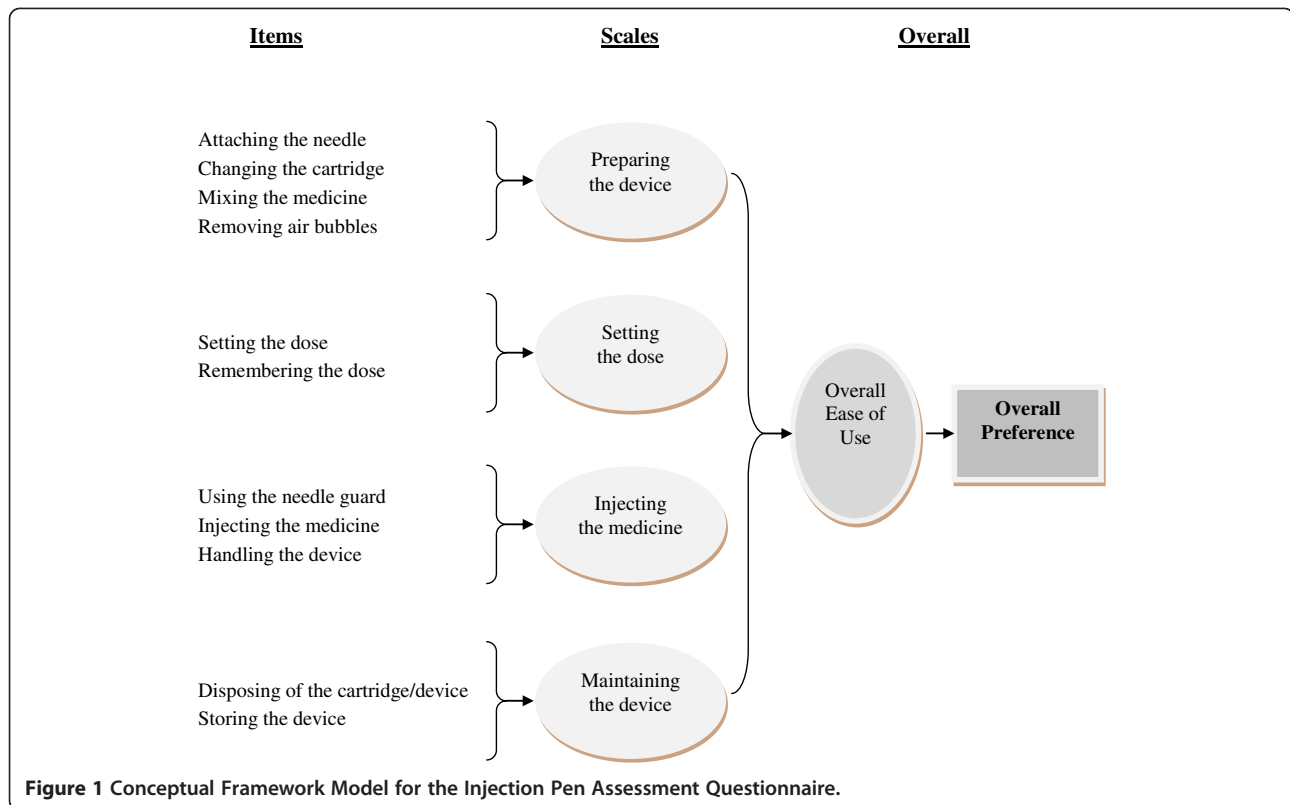 Items
Scales
Overall
Attaching the needle
Changing the cartridge
Mixing the medicine
Removing air bubbles
Preparing
the device
Setting the dose
Remembering the dose
Setting
the dose
Using the needle guard
Injecting the medicine
Handling the device
Injecting
the medicine
Disposing of the cartridge/device
Storing the device
Maintaining
the device
Overall
Ease of
Use
Overall
Preference
Figure 1 Conceptual Framework Model for the Injection Pen Assessment Questionnaire.